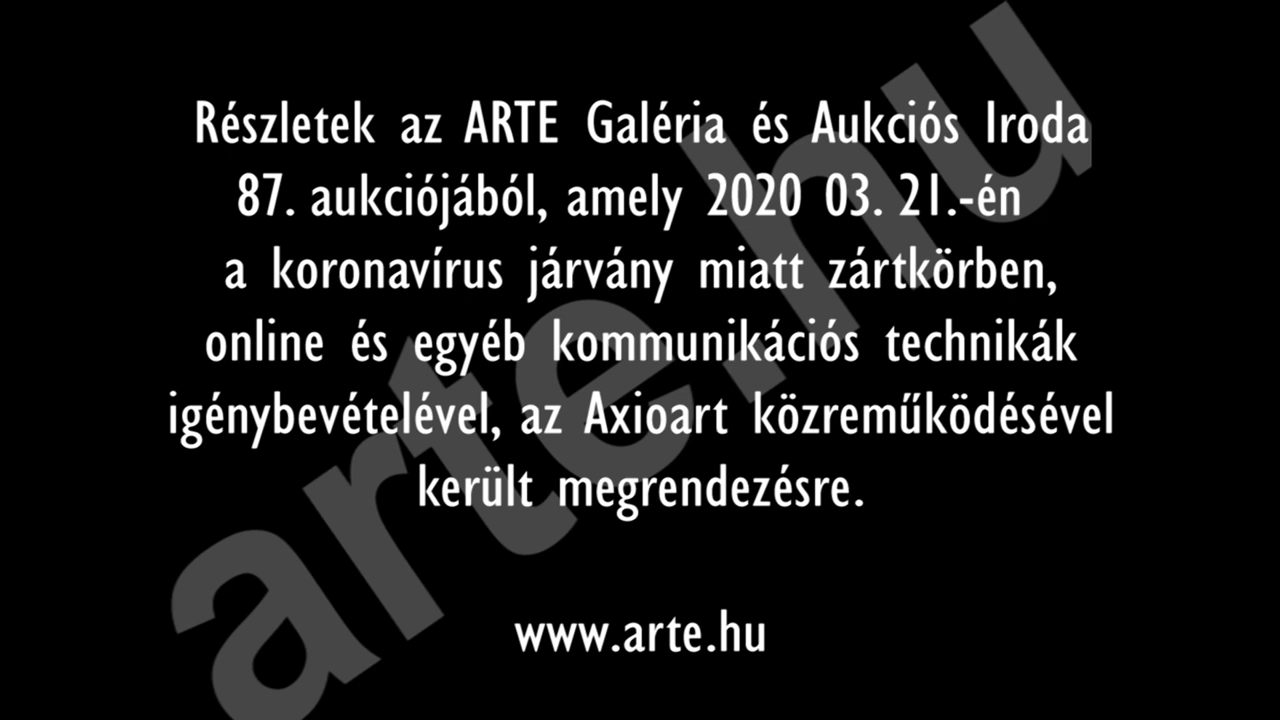 Részletek az ARTE Galéria és Aukciós Iroda
87. aukciójából, amely 2020 03. 21.-én
a koronavírus járvány miatt zártkörben,
online és egyéb kommunikációs technikák
igénybevételével, az Axioart közreműködésével
került megrendezésre.
www.arte.hu
arte.hu